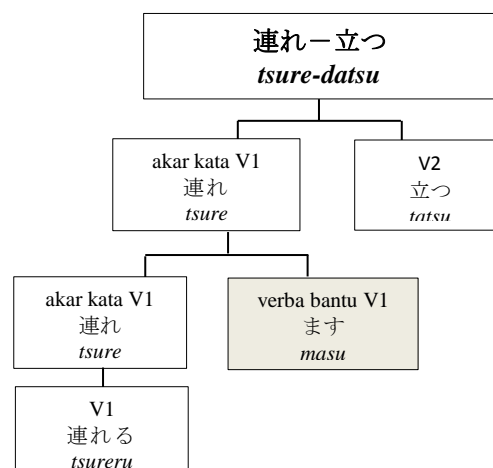 連れ－立つ
tsure-datsu
akar kata V1
連れ
tsure
V2
立つ
tatsu
akar kata V1
連れ
tsure
verba bantu V1
ます
masu
V1
連れる
tsureru